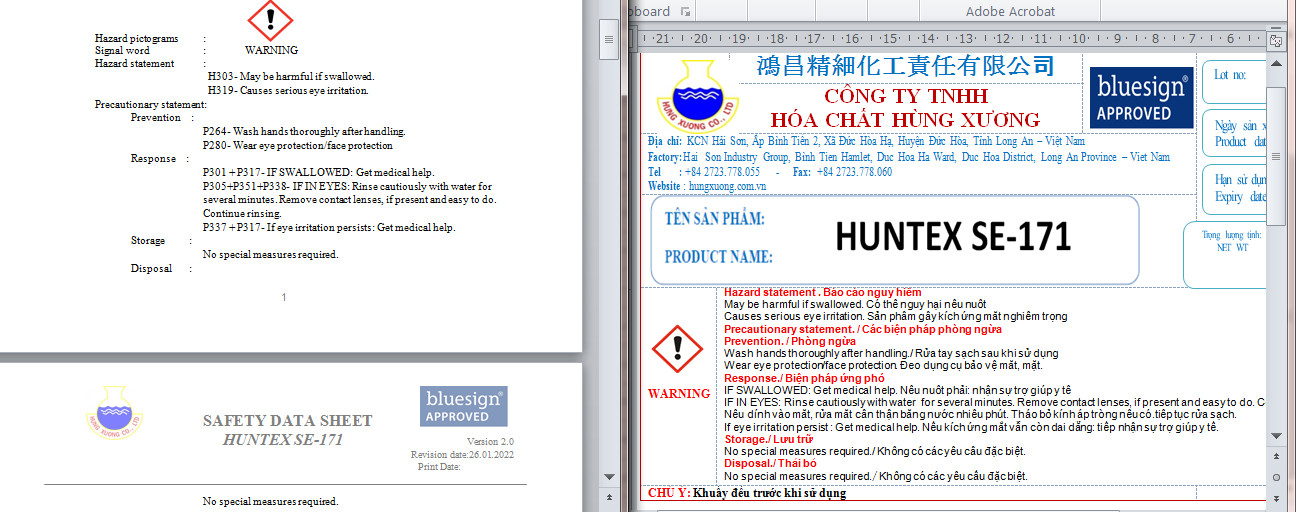 Hazard pictograms :
Signal word : WARNING
Hazard statement :
H303- May be harmful if swallowed.
H319- Causes serious eye irritation.
Precautionary statement:
Prevention :
P264- Wash hands thoroughly after handling.
P280- Wear eye protection/face protection
Response :
P301 + P317- IF SWALLOWED: Get medical help.
P305+P351+P338- IF IN EYES: Rinse cautiously with water for
several minutes. Remove contact lenses, if present and easy to do.
Continue rinsing.
P337 + P317- If eye irritation persists: Get medical help.
Storage :
No special measures required.
Disposal :
1
HUNG XUONG CO., LTD
SAFETY DATA SHEET
HUNTEX SE-171
bluesign®
APPROVED
Version 2.0
Revision date:26.01.2022
Print Date:
No special measures required.
Adobe Acrobat
21 20 19 18 17 16 15 14 13 12 11 10 9 8 7 6
HUNG XUONG CO., LTD
鴻昌精細化工責任有限公司
CÔNG TY TNHH
HÓA CHẤT HÙNG XƯƠNG
bluesign®
APPROVED
Địa chỉ: KCN Hải Sơn, Ấp Bình Tiền 2, Xã Đức Hòa Hạ, Huyện Đức Hòa, Tỉnh Long An – Việt Nam
Factory: Hai Son Industry Group, Binh Tien Hamlet, Duc Hoa Ha Ward, Duc Hoa District, Long An Province – Viet Nam
Tel : +84 2723.778.055 - Fax: +84 2723.778.060
Website : hungxuong.com.vn
Lot no:
Ngày sản
Product
Hạn sử
Expiry date
TÊN SẢN PHẨM:
PRODUCT NAME:
HUNTEX SE-171
Trọng lượng tịnh:
NET WT
Hazard statement . Báo cáo nguy hiểm
May be harmful if swallowed. Có thể nguy hại nếu nuốt
Causes serious eye irritation. Sản phẩm gây kích ứng mắt nghiêm trọng
Precautionary statement. / Các biện pháp phòng ngừa
Prevention. / Phòng ngừa
Wash hands thoroughly after handling./ Rửa tay sạch sau khi sử dụng
Wear eye protection/face protection. Đeo dụng cụ bảo vệ mắt, mặt.
WARNING
Response./ Biện pháp ứng phó
IF SWALLOWED: Get medical help. Nếu nuốt phải: nhận sự trợ giúp y tế
IF IN EYES: Rinse cautiously with water for several minutes. Remove contact lenses, if present and easy to do.
Nếu dính vào mắt, rửa mắt cẩn thận bằng nước nhiều phút. Tháo bỏ kính áp tròng nếu có.tiếp tục rửa sạch.
If eye irritation persist : Get medical help. Nếu kích ứng mắt vẫn còn dai dẳng: tiếp nhận sự trợ giúp y tế.
Storage./ Lưu trữ
No special measures required./ Không có các yêu cầu đặc biệt.
Disposal./ Thải bỏ
No special measures required./ Không có các yêu cầu đặc biệt.
CHÚ Ý: Khuấy đều trước khi sử dụng